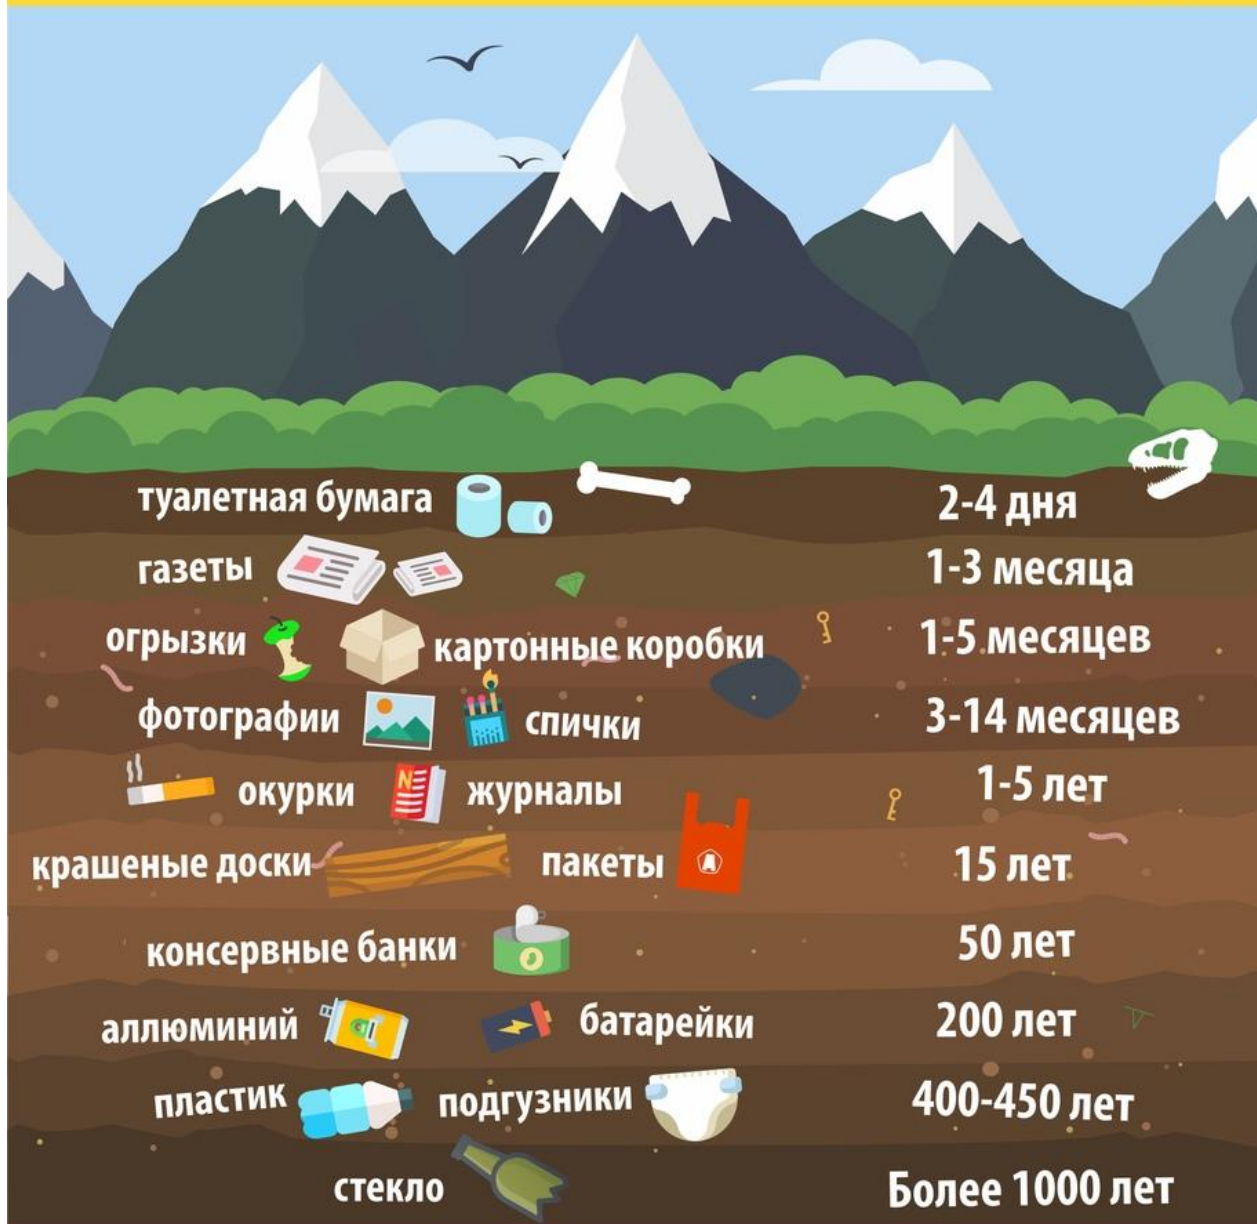 туалетная бумага 2-4 дня
газеты 1-3 месяца
огрызки картонные коробки 1-5 месяцев
фотографии спички 3-14 месяцев
окурки журналы 1-5 лет
крашеные доски пакеты 15 лет
консервные банки 50 лет
аллюминий батарейки 200 лет
пластик подгузники 400-450 лет
стекло Более 1000 лет